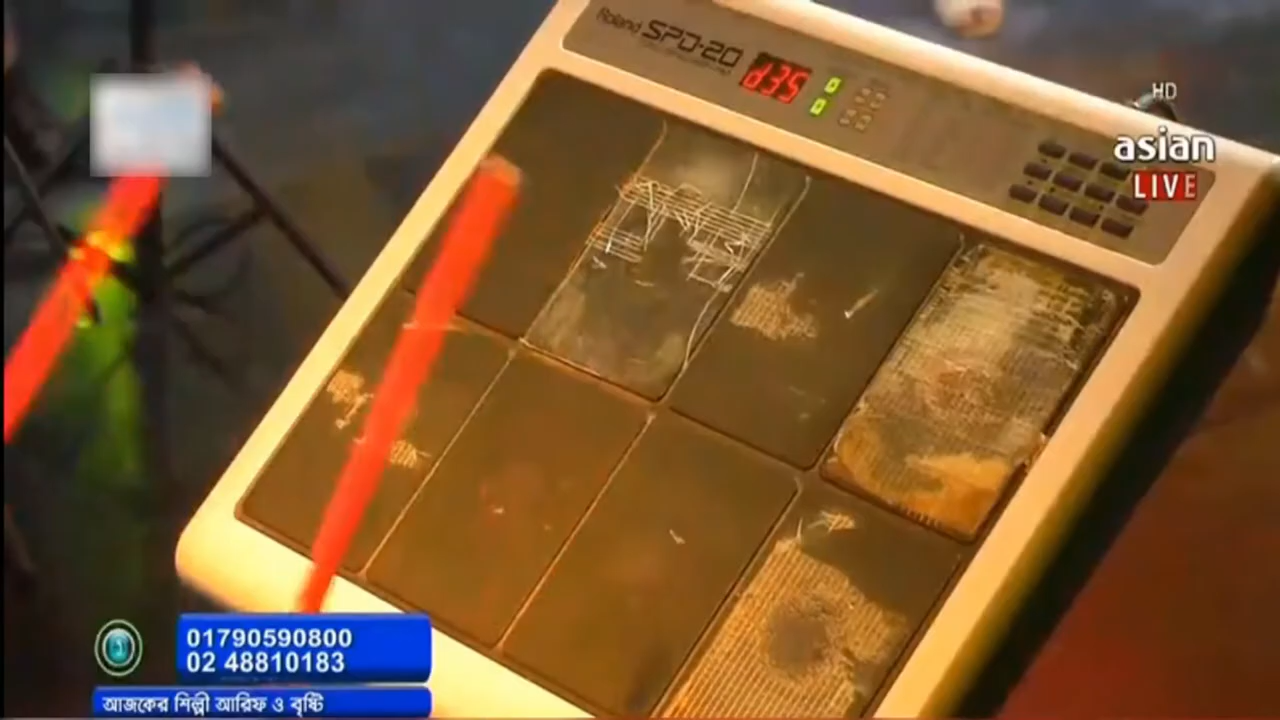 Roland SPD-20
d35
HD
asian
LIVE
01790590800
02 48810183
আজকের শিল্পী আরিফ ও বৃষ্টি